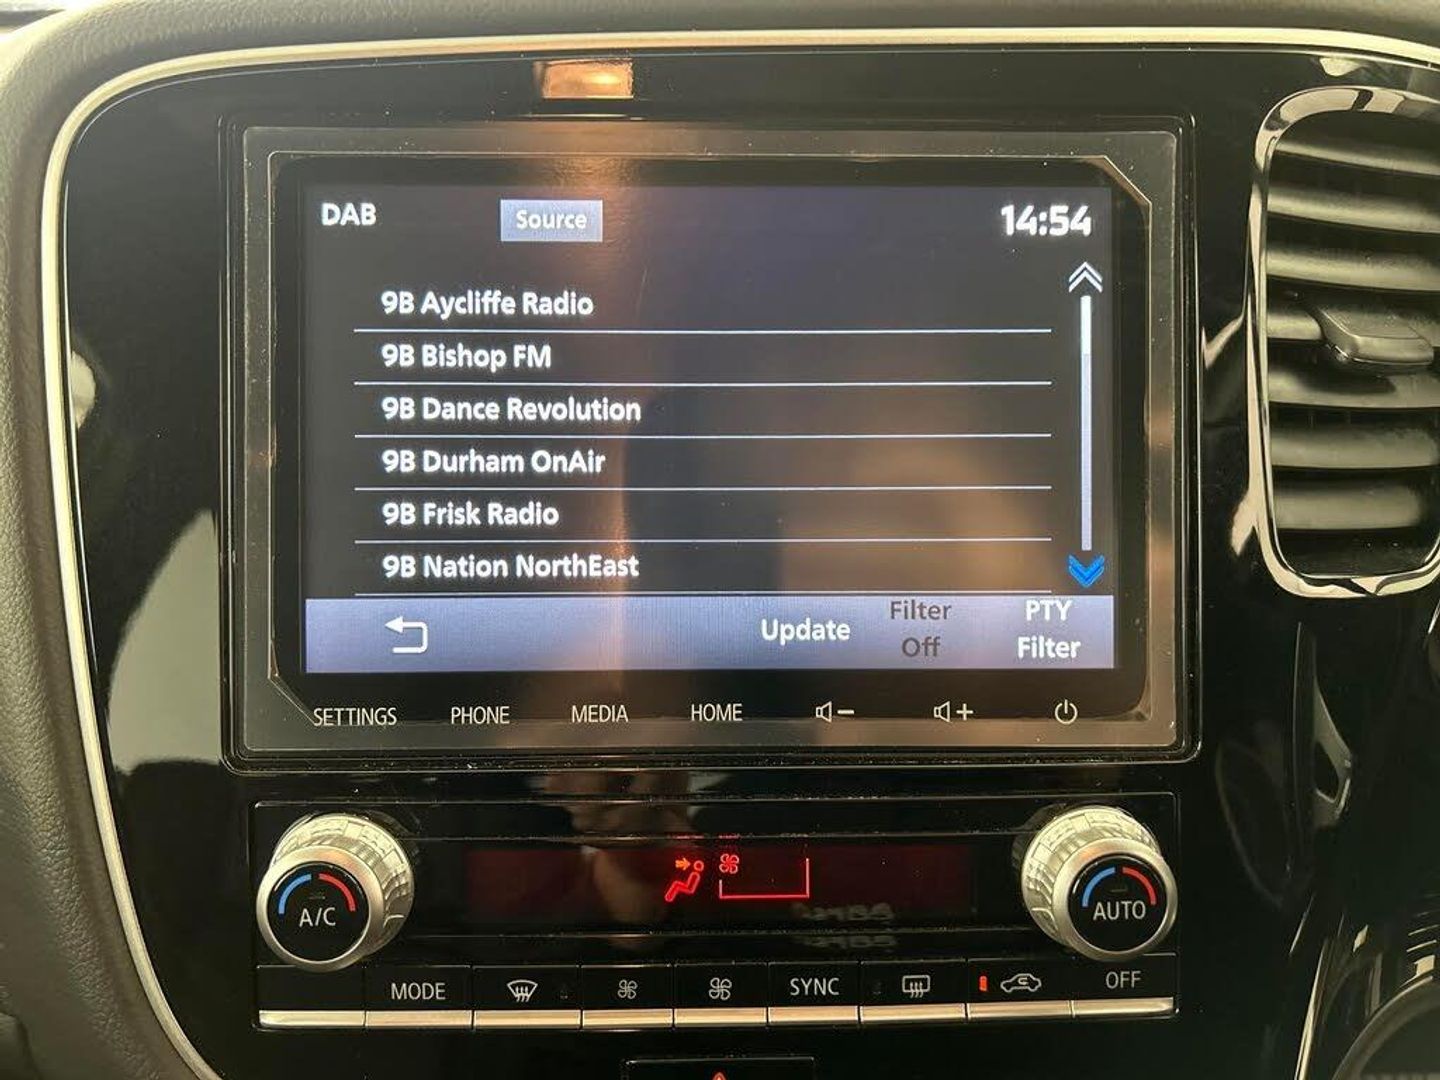 DAB
Source
14:54
9B Aycliffe Radio
9B Bishop FM
9B Dance Revolution
9B Durham OnAir
9B Frisk Radio
9B Nation NorthEast
Update
Filter
Off
PTY
Filter
SETTINGS PHONE MEDIA HOME
A/C
AUTO
MODE SYNC OFF